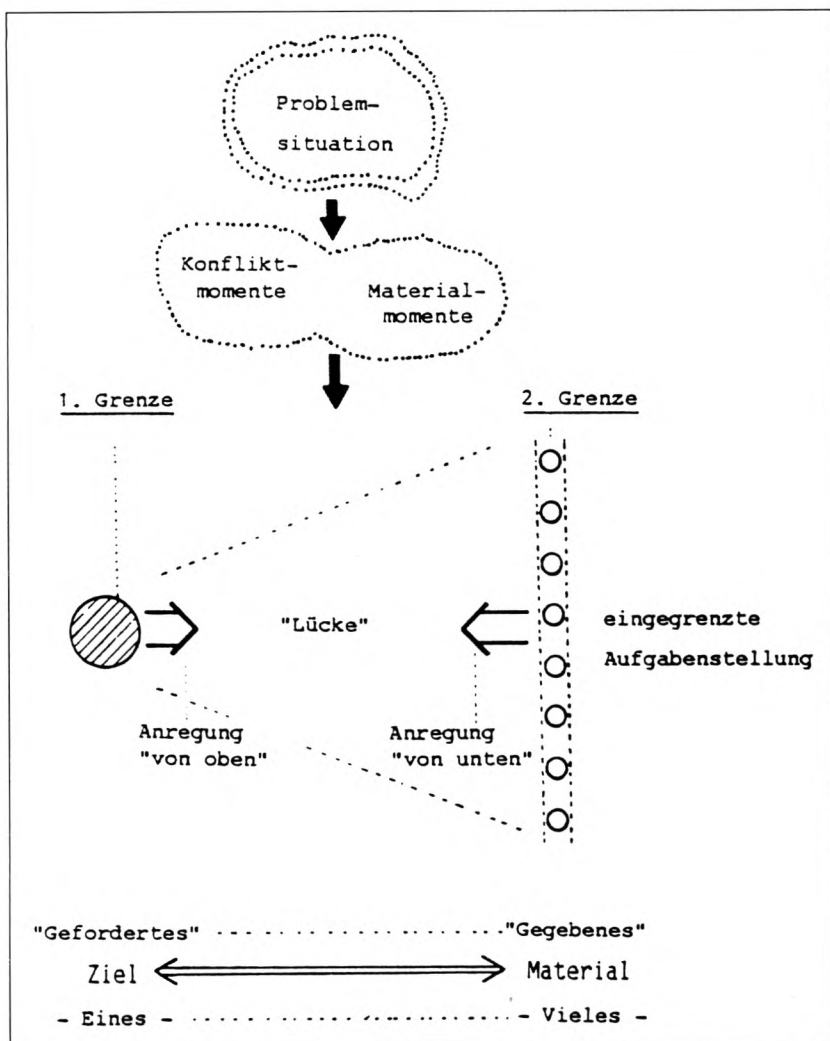 Problem-
situation
Konflikt-
momente
Material-
momente
1. Grenze
2. Grenze
"Lücke"
eingegrenzte
Aufgabenstellung
Anregung
"von oben"
Anregung
"von unten"
"Gefordertes" "Gegebenes"
Ziel Material
- Eines - - Vieles -